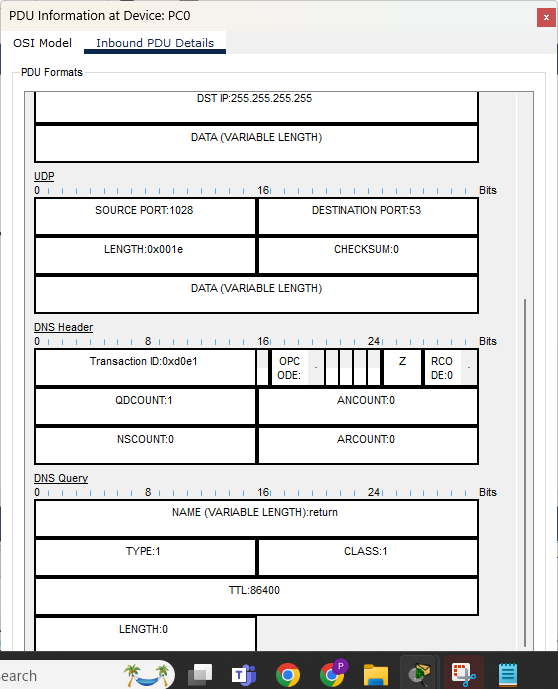 PDU Information at Device: PC0
x
OSI Model Inbound PDU Details
PDU Formats
DST IP:255.255.255.255
DATA (VARIABLE LENGTH)
UDP
0 16 Bits
SOURCE PORT:1028 DESTINATION PORT:53
LENGTH:0x001e CHECKSUM:0
DATA (VARIABLE LENGTH)
DNS Header
0 8 16 24 Bits
Transaction ID:0xd0e1 OPC Z RCO
ODE: DE:0
QDCOUNT:1 ANCOUNT:0
NSCOUNT:0 ARCOUNT:0
DNS Query
0 8 16 24 Bits
NAME (VARIABLE LENGTH):return
TYPE:1 CLASS:1
TTL:86400
LENGTH:0
earch
T
P